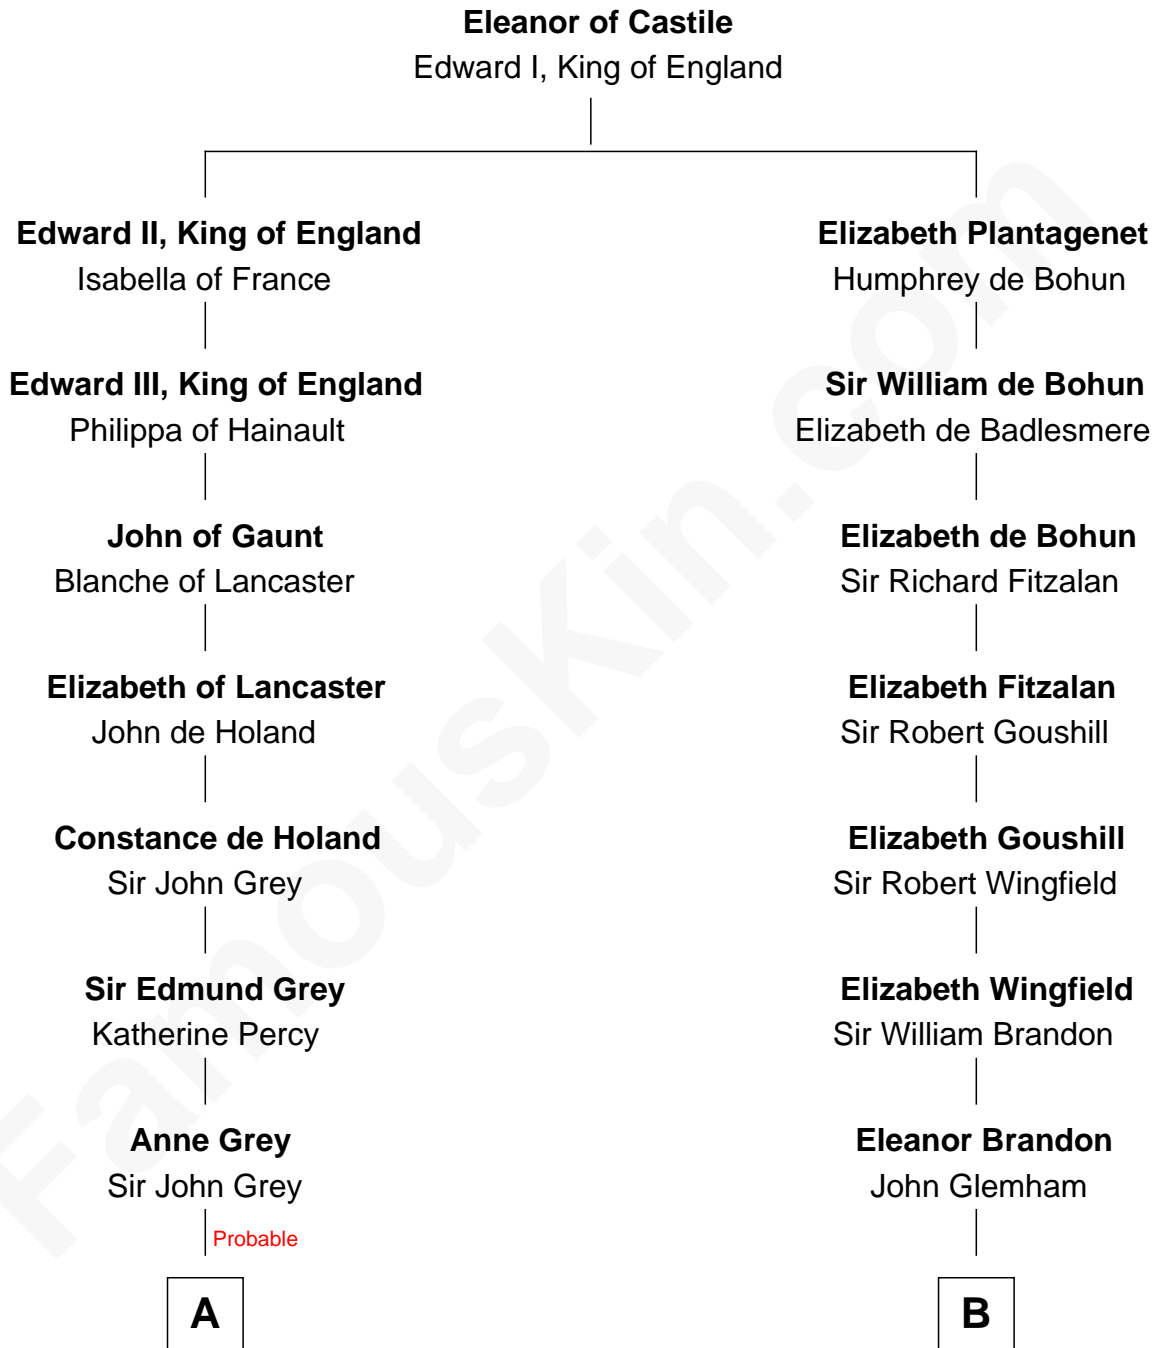 Eleanor of Castile
Edward I, King of England
Edward II, King of England
Isabella of France
Edward III, King of England
Philippa of Hainault
John of Gaunt
Blanche of Lancaster
Elizabeth of Lancaster
John de Holand
Constance de Holand
Sir John Grey
Sir Edmund Grey
Katherine Percy
Anne Grey
Sir John Grey
Probable
A
Elizabeth Plantagenet
Humphrey de Bohun
Sir William de Bohun
Elizabeth de Badlesmere
Elizabeth de Bohun
Sir Richard Fitzalan
Elizabeth Fitzalan
Sir Robert Goushill
Elizabeth Goushill
Sir Robert Wingfield
Elizabeth Wingfield
Sir William Brandon
Eleanor Brandon
John Glemham
B
FamousKin.com